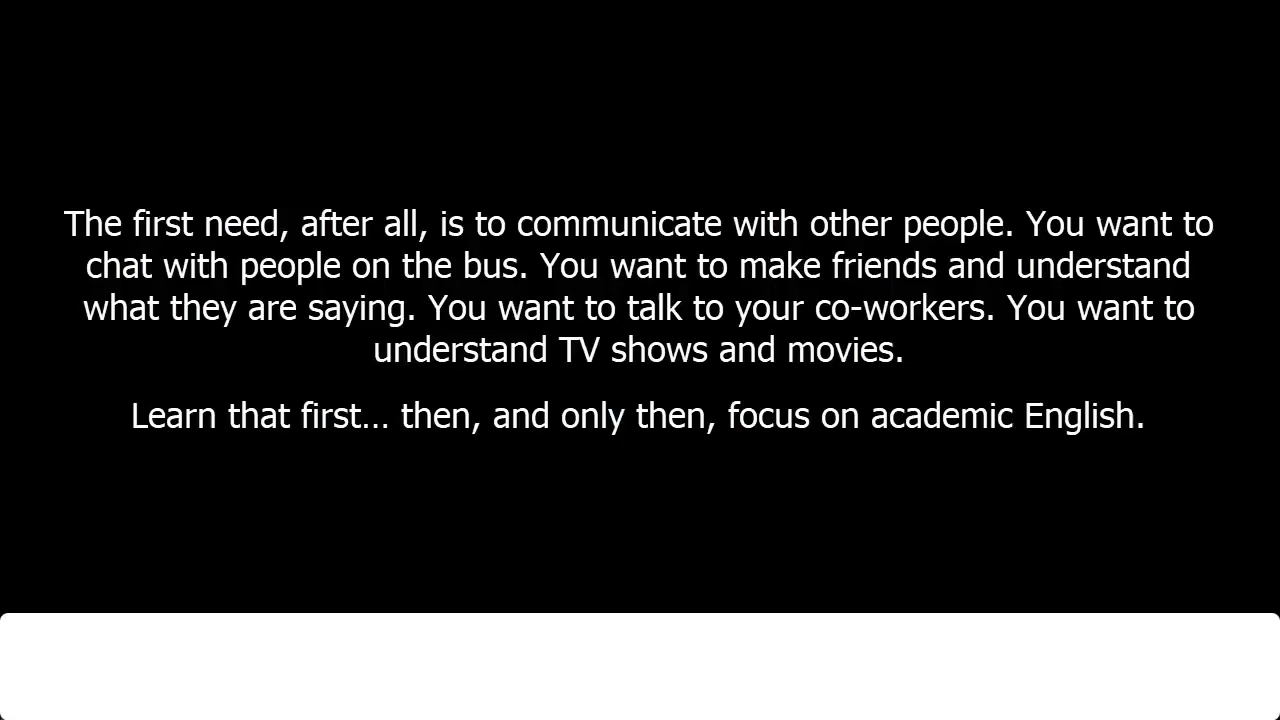 The first need, after all, is to communicate with other people. You want to
chat with people on the bus. You want to make friends and understand
what they are saying. You want to talk to your co-workers. You want to
understand TV shows and movies.
Learn that first… then, and only then, focus on academic English.